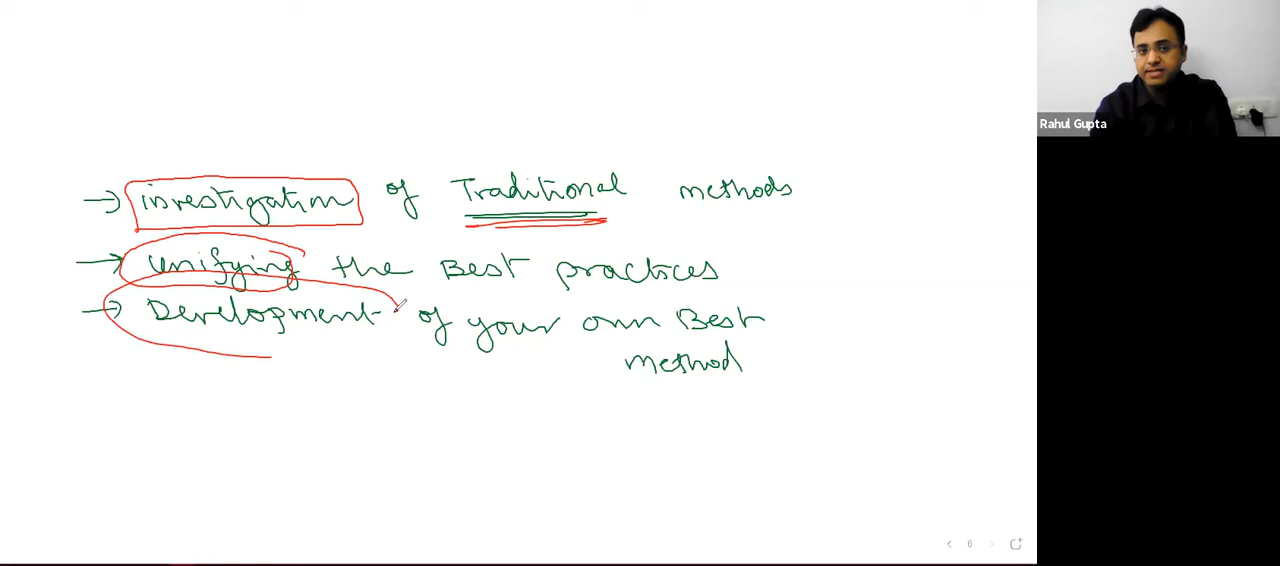 Rahul Gupta
→ investigation of Traditional methods
→ Unifying the Best practices
→ Development of your own Best
method
6